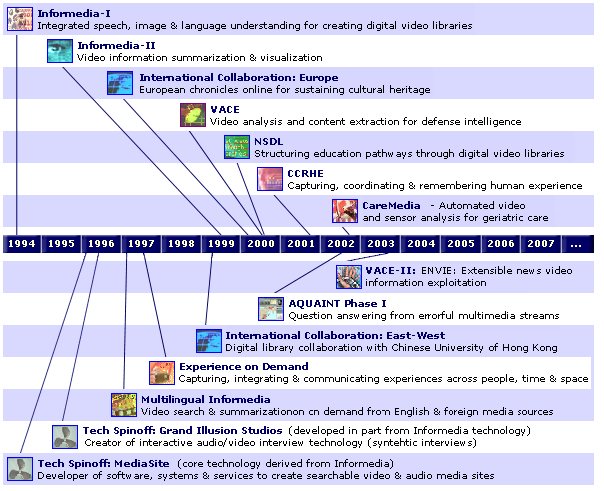 Informedia-I
Integrated speech, image & language understanding for creating digital video libraries
Informedia-II
Video information summarization & visualization
International Collaboration: Europe
European chronicles online for sustaining cultural heritage
VACE
Video analysis and content extraction for defense intelligence
NSDL
Structuring education pathways through digital video libraries
CCRHE
Capturing, coordinating & remembering human experience
CareMedia - Automated video
and sensor analysis for geriatric care
1994 1995 1996 1997 1998 1999 2000 2001 2002 2003 2004 2005 2006 2007 ...
VACE-II: ENVIE: Extensible news video
information exploitation
AQUAINT Phase I
Question answering from errorful multimedia streams
International Collaboration: East-West
Digital library collaboration with Chinese University of Hong Kong
Experience on Demand
Capturing, integrating & communicating experiences across people, time & space
Multilingual Informedia
Video search & summarizationon cn demand from English & foreign media sources
Tech Spinoff: Grand Illusion Studios (developed in part from Informedia technology)
Creator of interactive audio/video interview technology (syntehtic interviews)
Tech Spinoff: MediaSite (core technology derived from Informedia)
Developer of software, systems & services to create searchable video & audio media sites